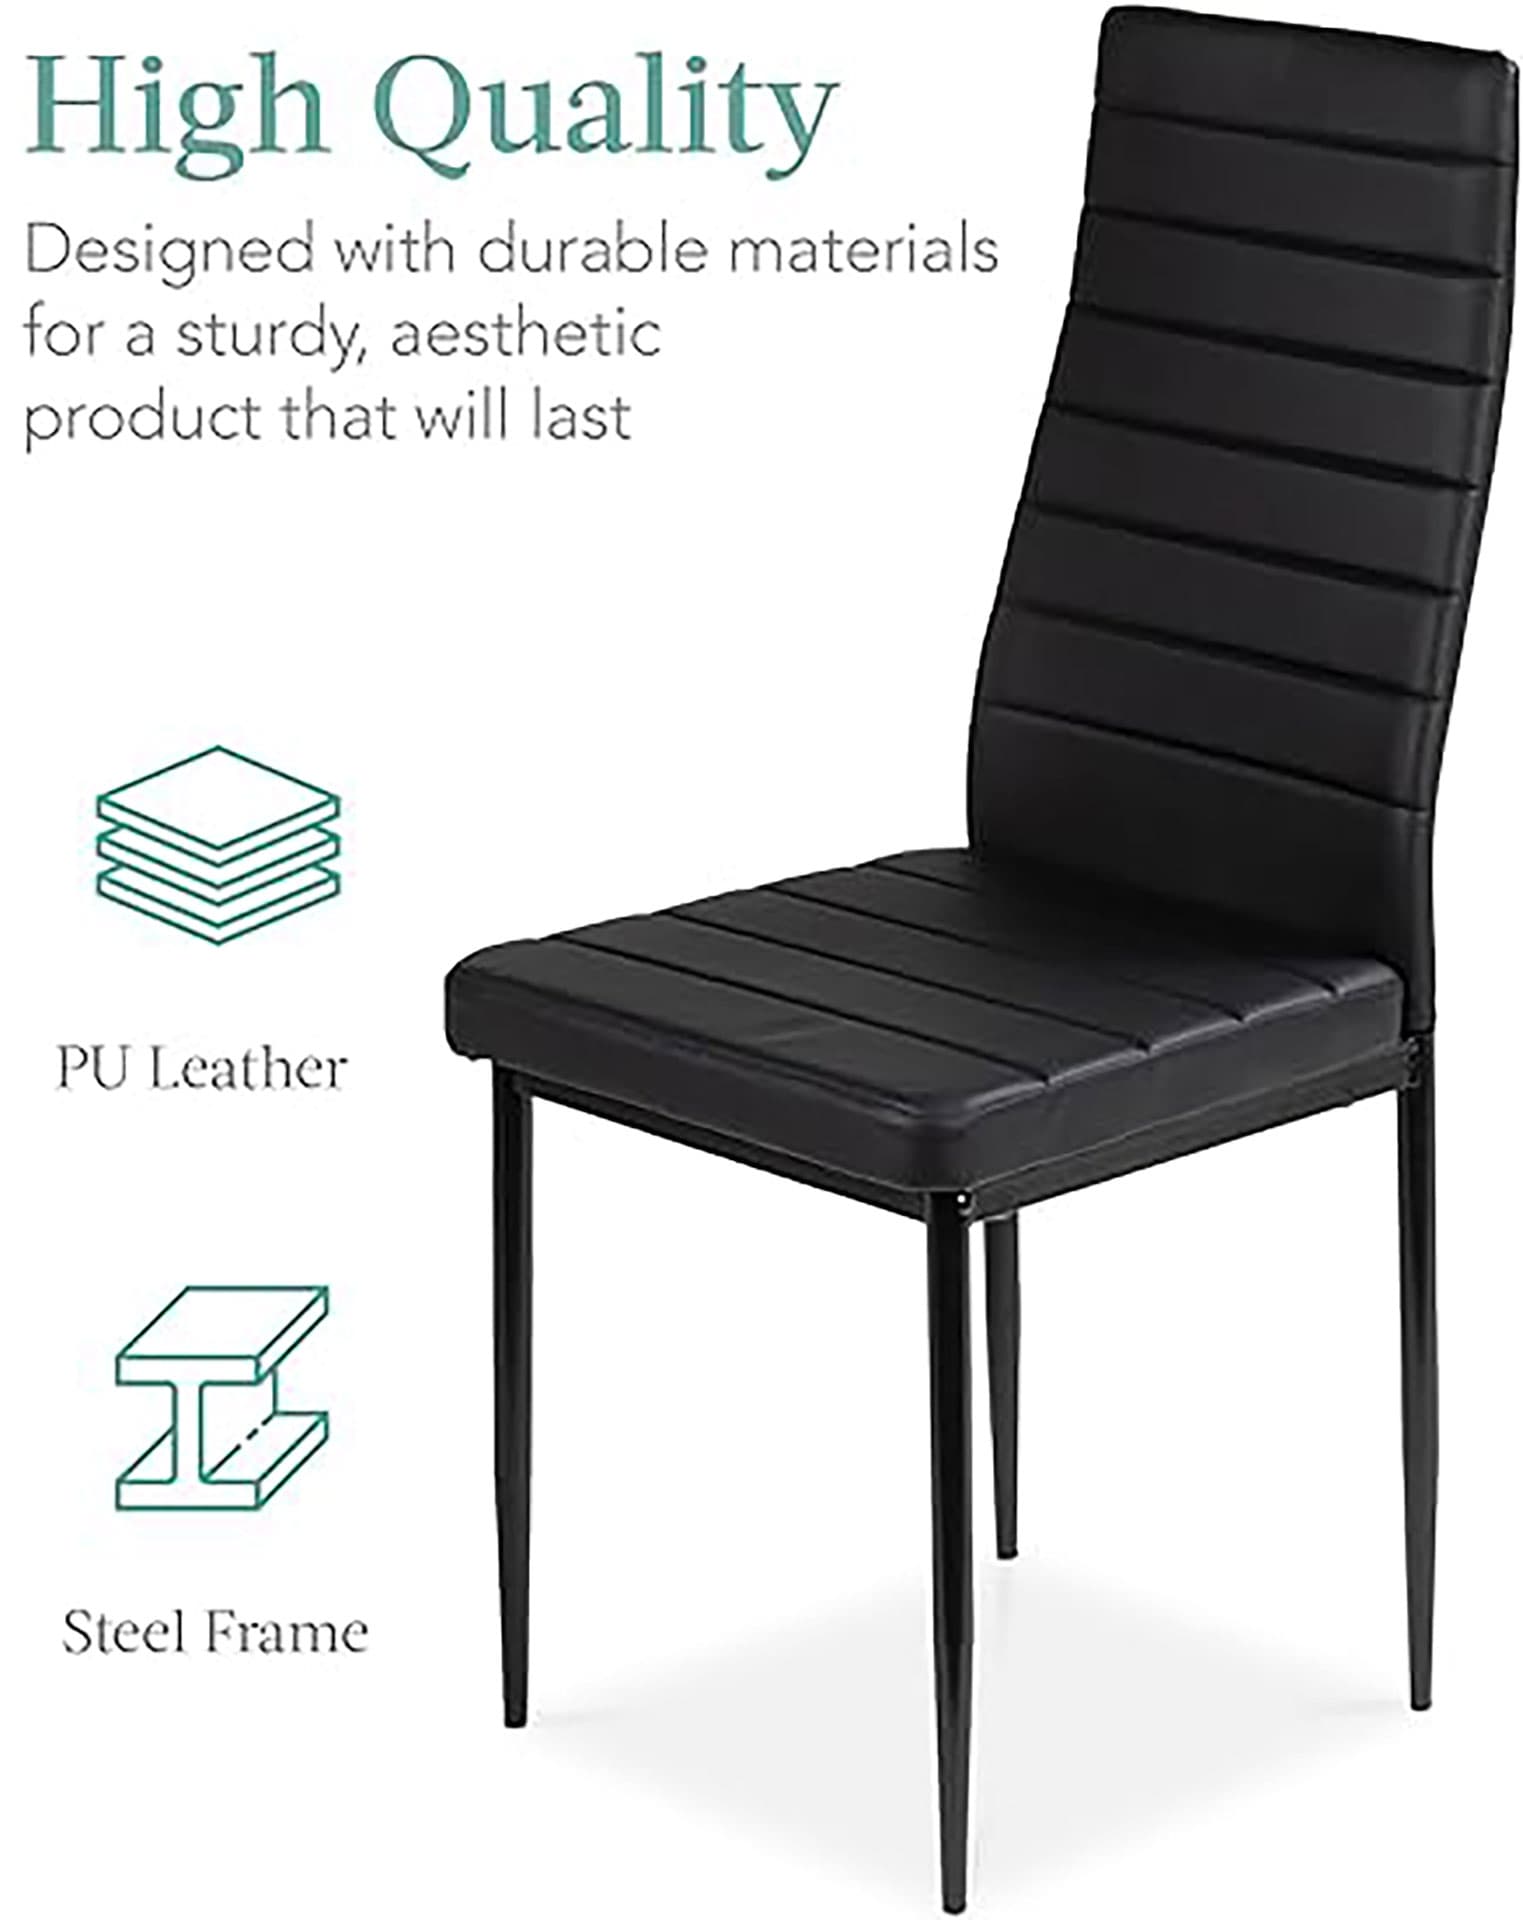 High Quality
Designed with durable materials
for a sturdy, aesthetic
product that will last
PU Leather
Steel Frame